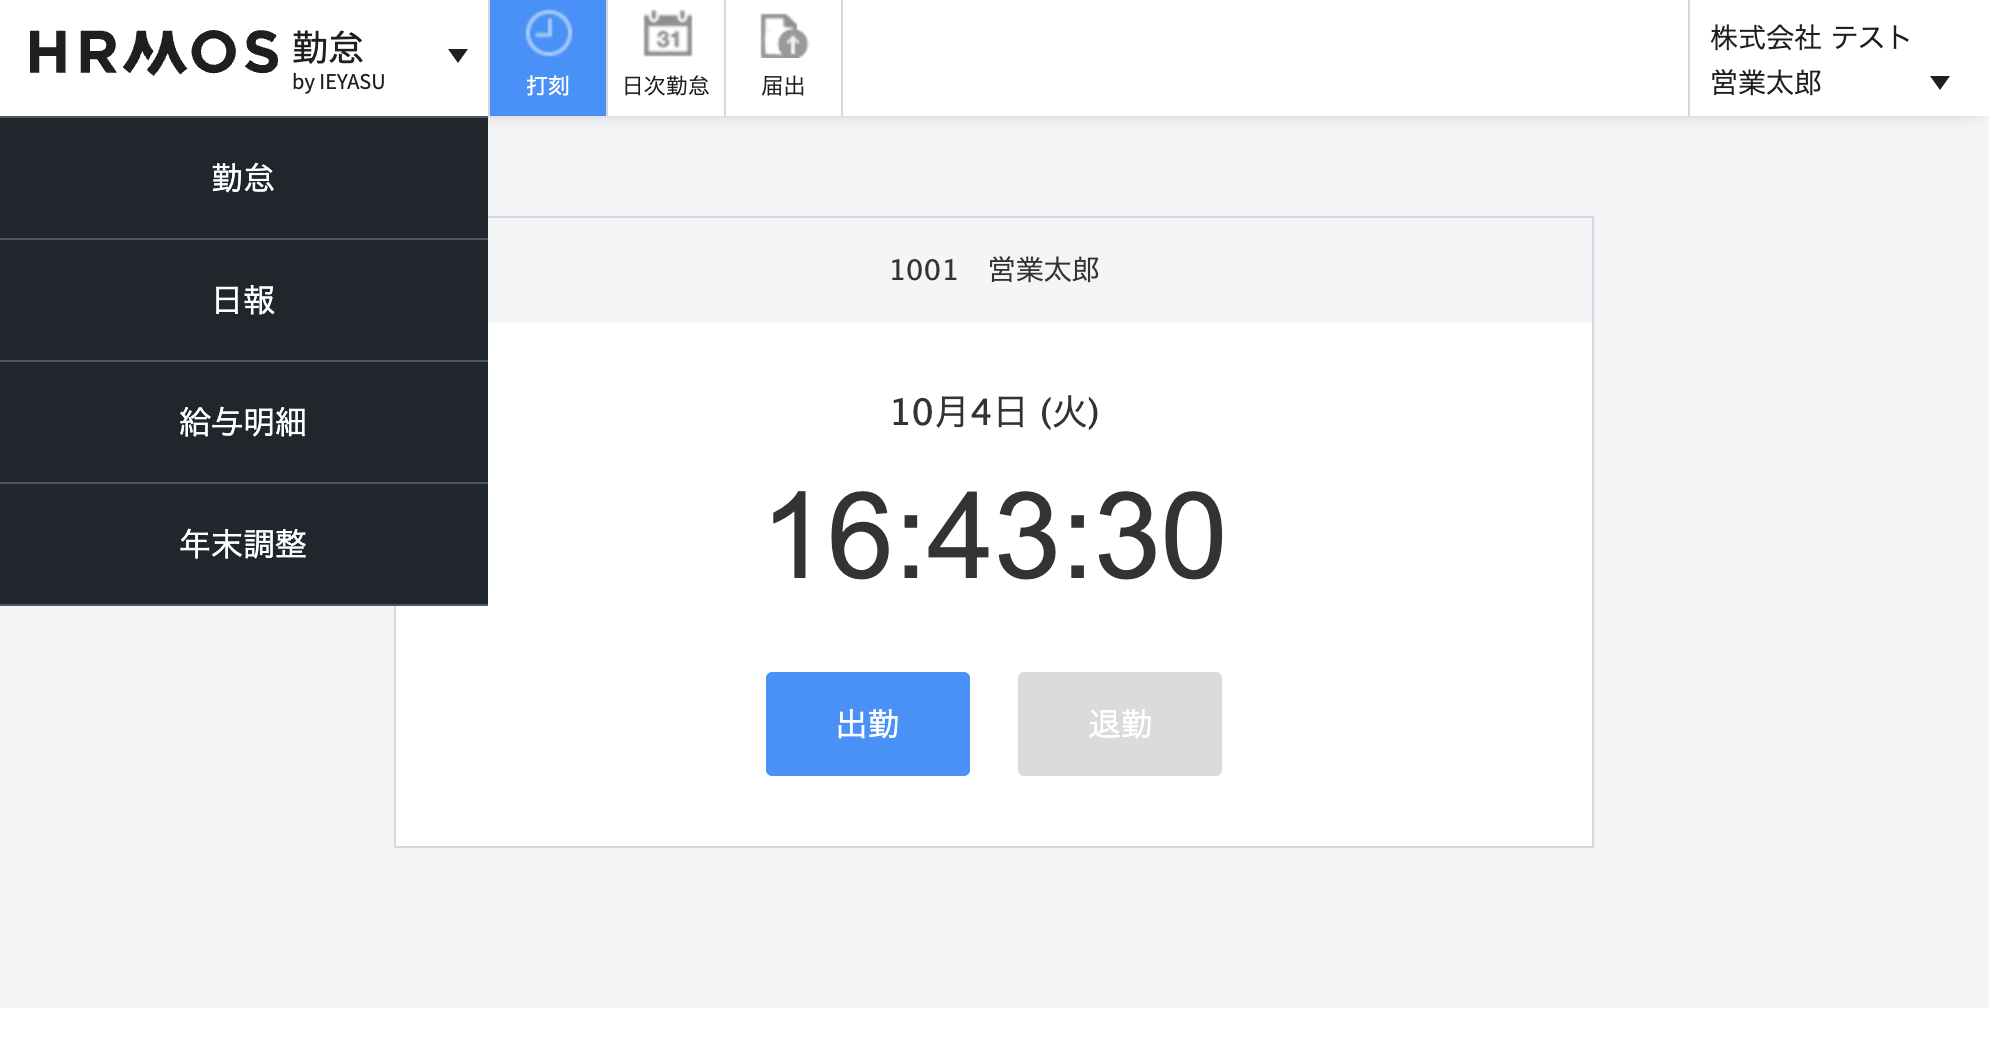 HRMOS 勤怠
by IEYASU
打刻
31
日次勤怠
届出
株式会社 テスト
営業太郎
勤怠
日報
給与明細
年末調整
1001　営業太郎
10月4日 (火)
16:43:30
出勤
退勤